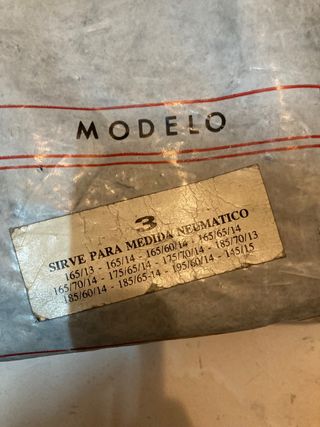 MODELO
3
SIRVE PARA MEDIDA NEUMATICO
165/13 - 165/14 - 165/60/14 - 165/65/14
165/70/14 - 175/65/14 - 175/70/14 - 185/70/13
185/60/14 - 185/65-14 - 195/60/14 - 145/15